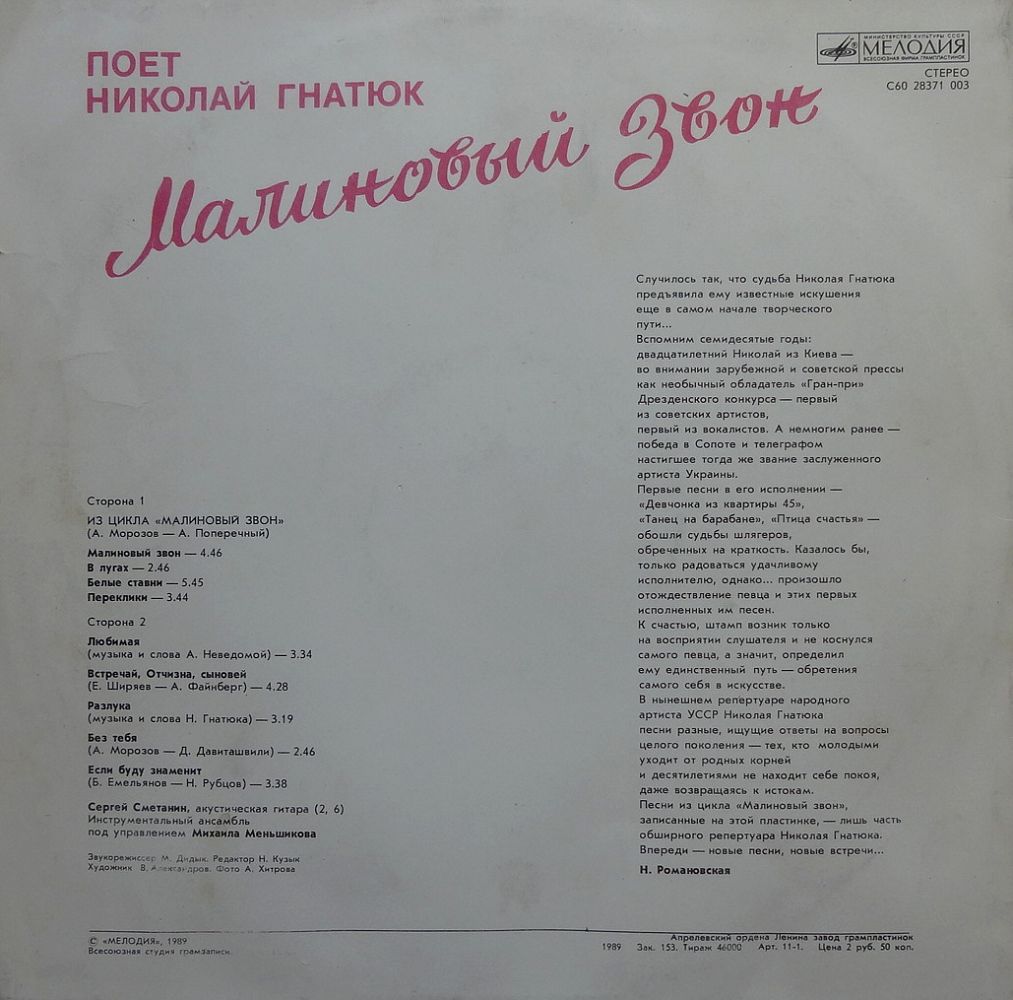 ПОЕТ
НИКОЛАЙ ГНАТЮК
Малиновый Звон
МИНИСТЕРСТВО КУЛЬТУРЫ СССР
МЕЛОДИЯ
ВСЕСОЮЗНАЯ ФИРМА ГРАМПЛАСТИНОК
СТЕРЕО
С60 28371 003
Сторона 1
ИЗ ЦИКЛА «МАЛИНОВЫЙ ЗВОН»
(А. Морозов — А. Поперечный)
Малиновый звон — 4.46
В лугах — 2.46
Белые ставни — 5.45
Переклики — 3.44
Сторона 2
Любимая
(музыка и слова А. Неведомой) — 3.34
Встречай, Отчизна, сыновей
(Е. Ширяев — А. Файнберг) — 4.28
Разлука
(музыка и слова Н. Гнатюка) — 3.19
Без тебя
(А. Морозов — Д. Давиташвили) — 2.46
Если буду знаменит
(Б. Емельянов — Н. Рубцов) — 3.38
Сергей Сметанин, акустическая гитара (2, 6)
Инструментальный ансамбль
под управлением Михаила Меньшикова
Звукорежиссер М. Дидык. Редактор Н. Кузык
Художник В. Александров. Фото А. Хитрова
Случилось так, что судьба Николая Гнатюка
предъявила ему известные искушения
еще в самом начале творческого
пути...
Вспомним семидесятые годы:
двадцатилетний Николай из Киева —
во внимании зарубежной и советской прессы
как необычный обладатель «Гран-при»
Дрезденского конкурса — первый
из советских артистов,
первый из вокалистов. А немногим ранее —
победа в Сопоте и телеграфом
настигшее тогда же звание заслуженного
артиста Украины.
Первые песни в его исполнении —
«Девчонка из квартиры 45»,
«Танец на барабане», «Птица счастья» —
обошли судьбы шлягеров,
обреченных на краткость. Казалось бы,
только радоваться удачливому
исполнителю, однако... произошло
отождествление певца и этих первых
исполненных им песен.
К счастью, штамп возник только
на восприятии слушателя и не коснулся
самого певца, а значит, определил
ему единственный путь — обретения
самого себя в искусстве.
В нынешнем репертуаре народного
артиста УССР Николая Гнатюка
песни разные, ищущие ответы на вопросы
целого поколения — тех, кто молодыми
уходит от родных корней
и десятилетиями не находит себе покоя,
даже возвращаясь к истокам.
Песни из цикла «Малиновый звон»,
записанные на этой пластинке, — лишь часть
обширного репертуара Николая Гнатюка.
Впереди — новые песни, новые встречи...
Н. Романовская
© «МЕЛОДИЯ», 1989
Всесоюзная студия грамзаписи.
Апрелевский ордена Ленина завод грампластинок
1989 Зак. 153. Тираж 46000 Арт. 11-1. Цена 2 руб. 50 коп.